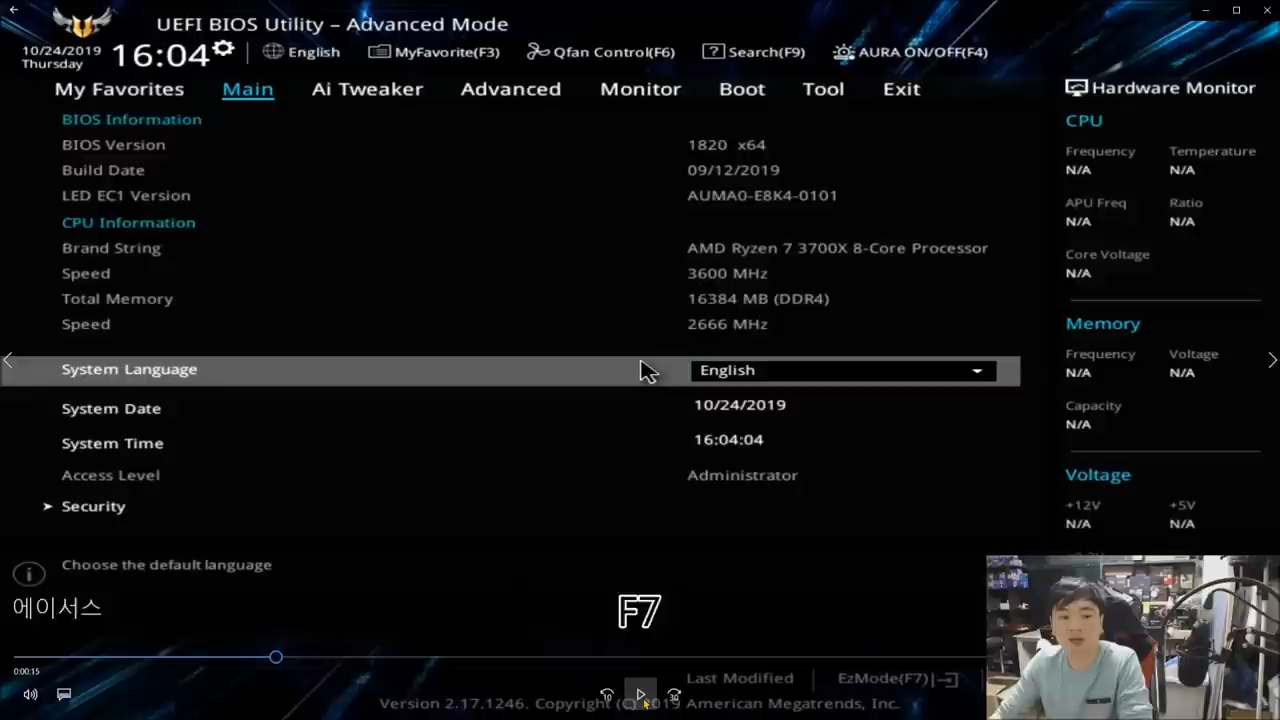 UEFI BIOS Utility – Advanced Mode
10/24/2019
Thursday
16:04
English
MyFavorite(F3)
Qfan Control(F6)
? Search(F9)
AURA ON/OFF(F4)
My Favorites Main Ai Tweaker Advanced Monitor Boot Tool Exit
Hardware Monitor
BIOS Information
BIOS Version 1820 x64
Build Date 09/12/2019
LED EC1 Version AUMA0-E8K4-0101
CPU Information
Brand String AMD Ryzen 7 3700X 8-Core Processor
Speed 3600 MHz
Total Memory 16384 MB (DDR4)
Speed 2666 MHz
System Language English
System Date 10/24/2019
System Time 16:04:04
Access Level Administrator
Security
CPU
Frequency Temperature
N/A N/A
APU Freq Ratio
N/A N/A
Core Voltage
N/A
Memory
Frequency Voltage
N/A N/A
Capacity
N/A
Voltage
+12V +5V
N/A N/A
Choose the default language
에이서스
F7
0:00:15
10
30
Last Modified
EzMode(F7)
Version 2.17.1246. Copyright (C) 2019 American Megatrends, Inc.